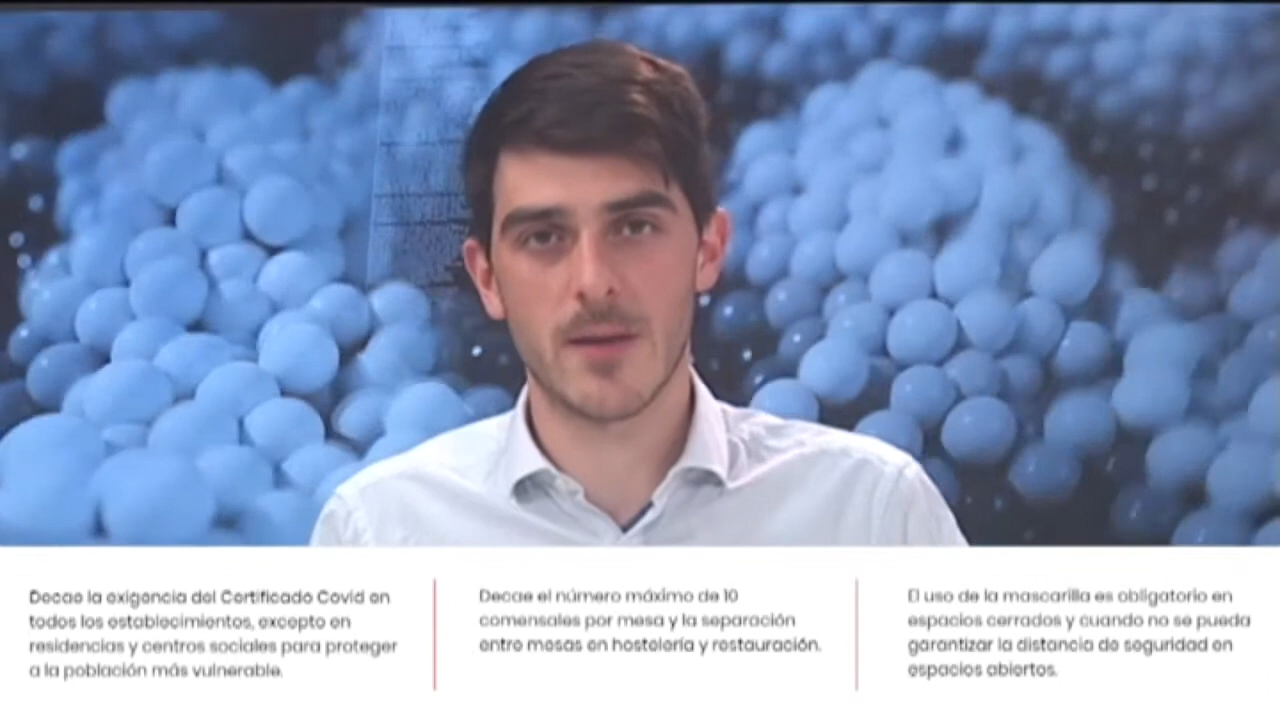 Decae la exigencia del Certificado Covid en
todos los establecimientos, excepto en
residencias y centros sociales para proteger
a la población más vulnerable.
Decae el número máximo de 10
comensales por mesa y la separación
entre mesas en hostelería y restauración.
El uso de la mascarilla es obligatorio en
espacios cerrados y cuando no se pueda
garantizar la distancia de seguridad en
espacios abiertos.